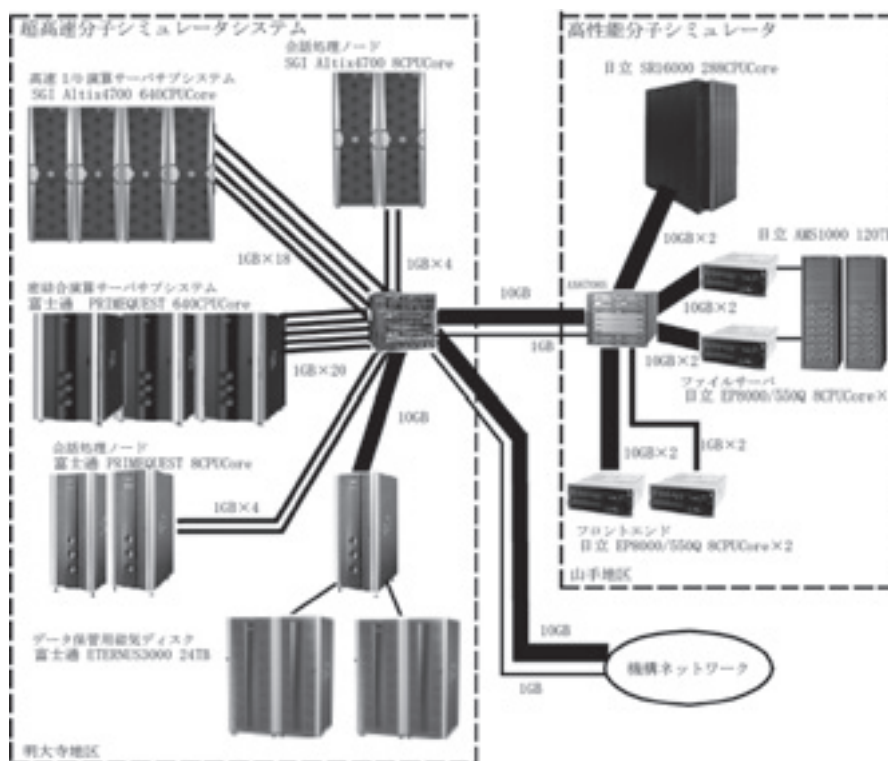 超高速分子シミュレータシステム
会話処理ノード
SGI Altix4700 8CPUCore
高速I/O演算サーバサブシステム
SGI Altix4700 640CPUCore
1GB×18
1GB×4
密結合演算サーバサブシステム
富士通 PRIMEQUEST 640CPUCore
1GB×20
10GB
会話処理ノード
富士通 PRIMEQUEST 8CPUCore
1GB×4
データ保管用磁気ディスク
富士通 ETERNUS3000 24TB
明大寺地区
10GB
1GB
10GB
1GB
機構ネットワーク
高性能分子シミュレータ
日立 SR16000 288CPUCore
10GB×2
日立 AMS1000 120T
10GB×2
10GB×2
ファイルサーバ
日立 EP8000/550Q 8CPUCore×
10GB×2
1GB×2
フロントエンド
日立 EP8000/550Q 8CPUCore×2
山手地区